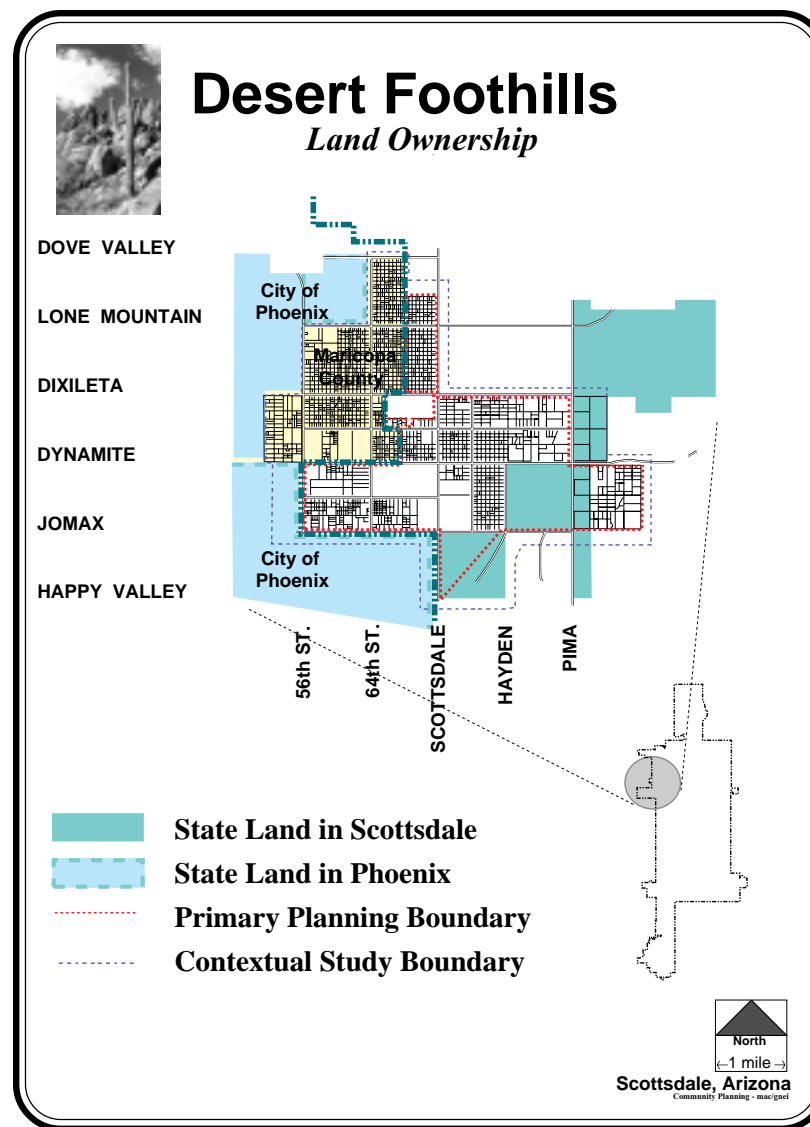 Desert Foothills
Land Ownership
DOVE VALLEY
LONE MOUNTAIN
DIXILETA
DYNAMITE
JOMAX
HAPPY VALLEY
City of
Phoenix
Maricopa
County
City of
Phoenix
56th ST.
64th ST.
SCOTTSDALE
HAYDEN
PIMA
State Land in Scottsdale
State Land in Phoenix
Primary Planning Boundary
Contextual Study Boundary
North
←1 mile→
Scottsdale, Arizona
Community Planning - mac/gnei